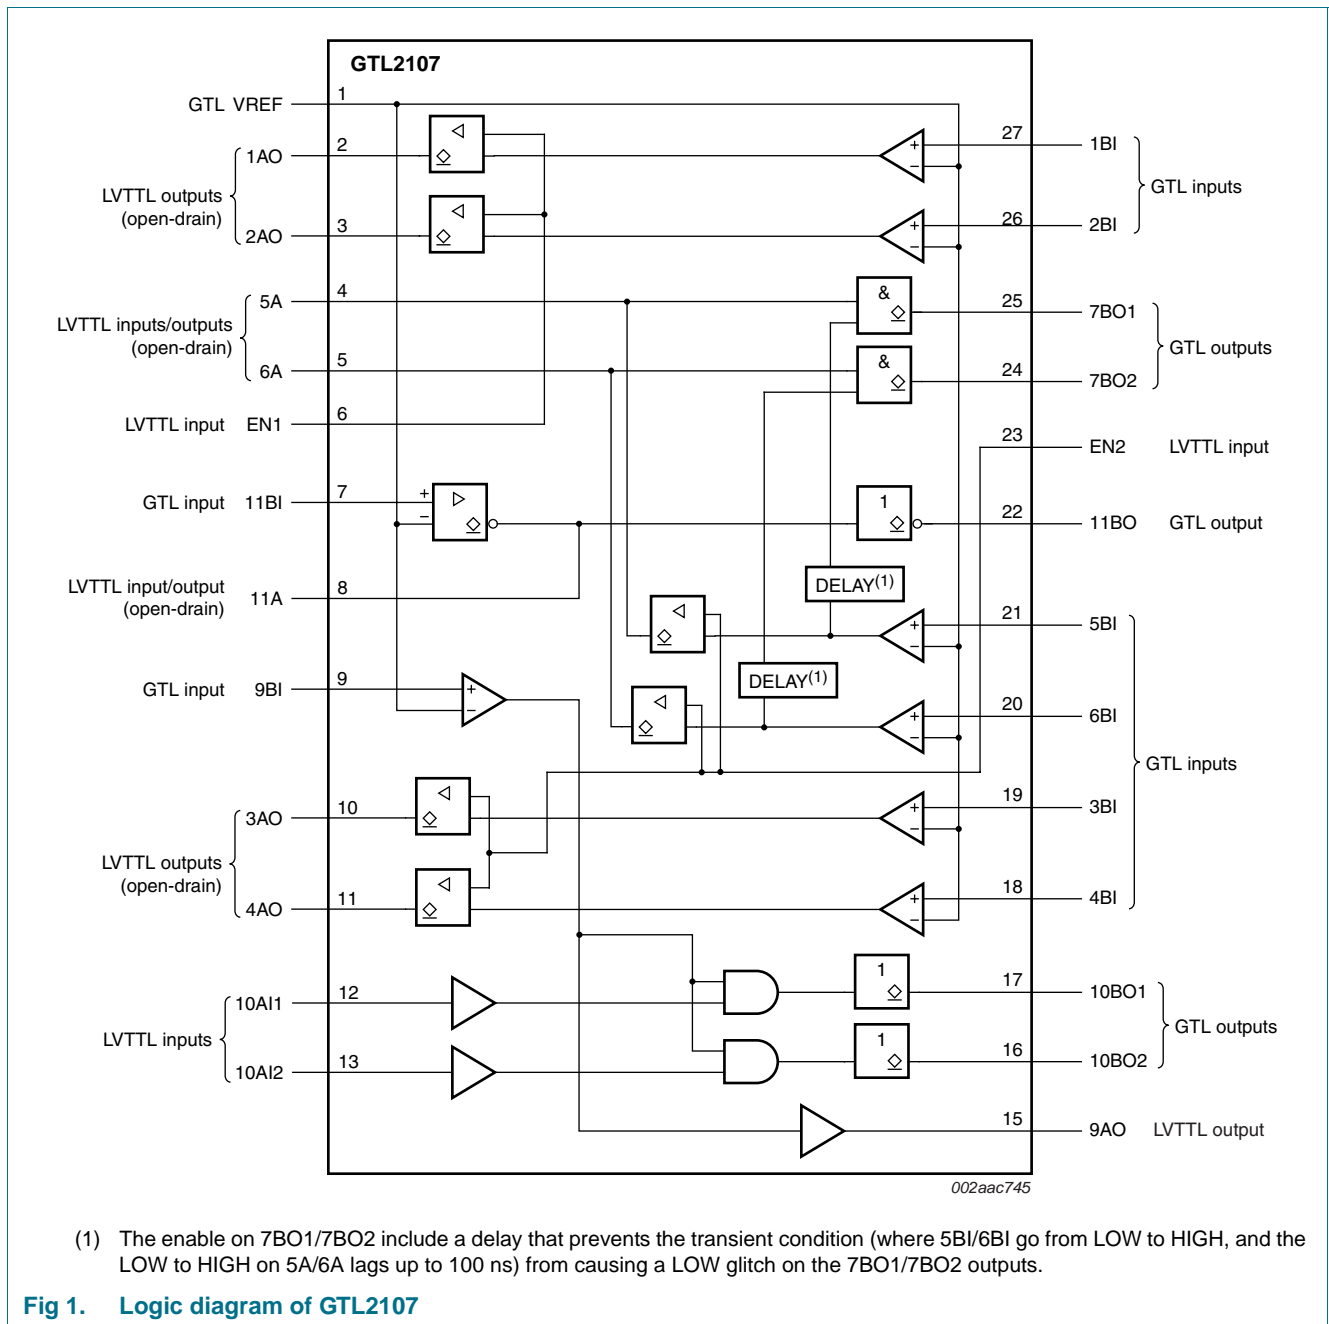 GTL2107
GTL VREF 1
1AO 2
LVTTL outputs
(open-drain)
2AO 3
5A 4
LVTTL inputs/outputs
(open-drain)
6A 5
LVTTL input EN1 6
GTL input 11BI 7
LVTTL input/output
(open-drain)
11A 8
GTL input 9BI 9
3AO 10
LVTTL outputs
(open-drain)
4AO 11
10AI1 12
LVTTL inputs
10AI2 13
+
−
+
−
&
&
1
DELAY(1)
DELAY(1)
1
1
+
−
+
−
+
−
+
−
+
−
+
−
27 1BI
GTL inputs
26 2BI
25 7BO1
GTL outputs
24 7BO2
23 EN2 LVTTL input
22 11BO GTL output
21 5BI
20 6BI
GTL inputs
19 3BI
18 4BI
17 10BO1
GTL outputs
16 10BO2
15 9AO LVTTL output
002aac745
(1) The enable on 7BO1/7BO2 include a delay that prevents the transient condition (where 5BI/6BI go from LOW to HIGH, and the
LOW to HIGH on 5A/6A lags up to 100 ns) from causing a LOW glitch on the 7BO1/7BO2 outputs.
Fig 1. Logic diagram of GTL2107